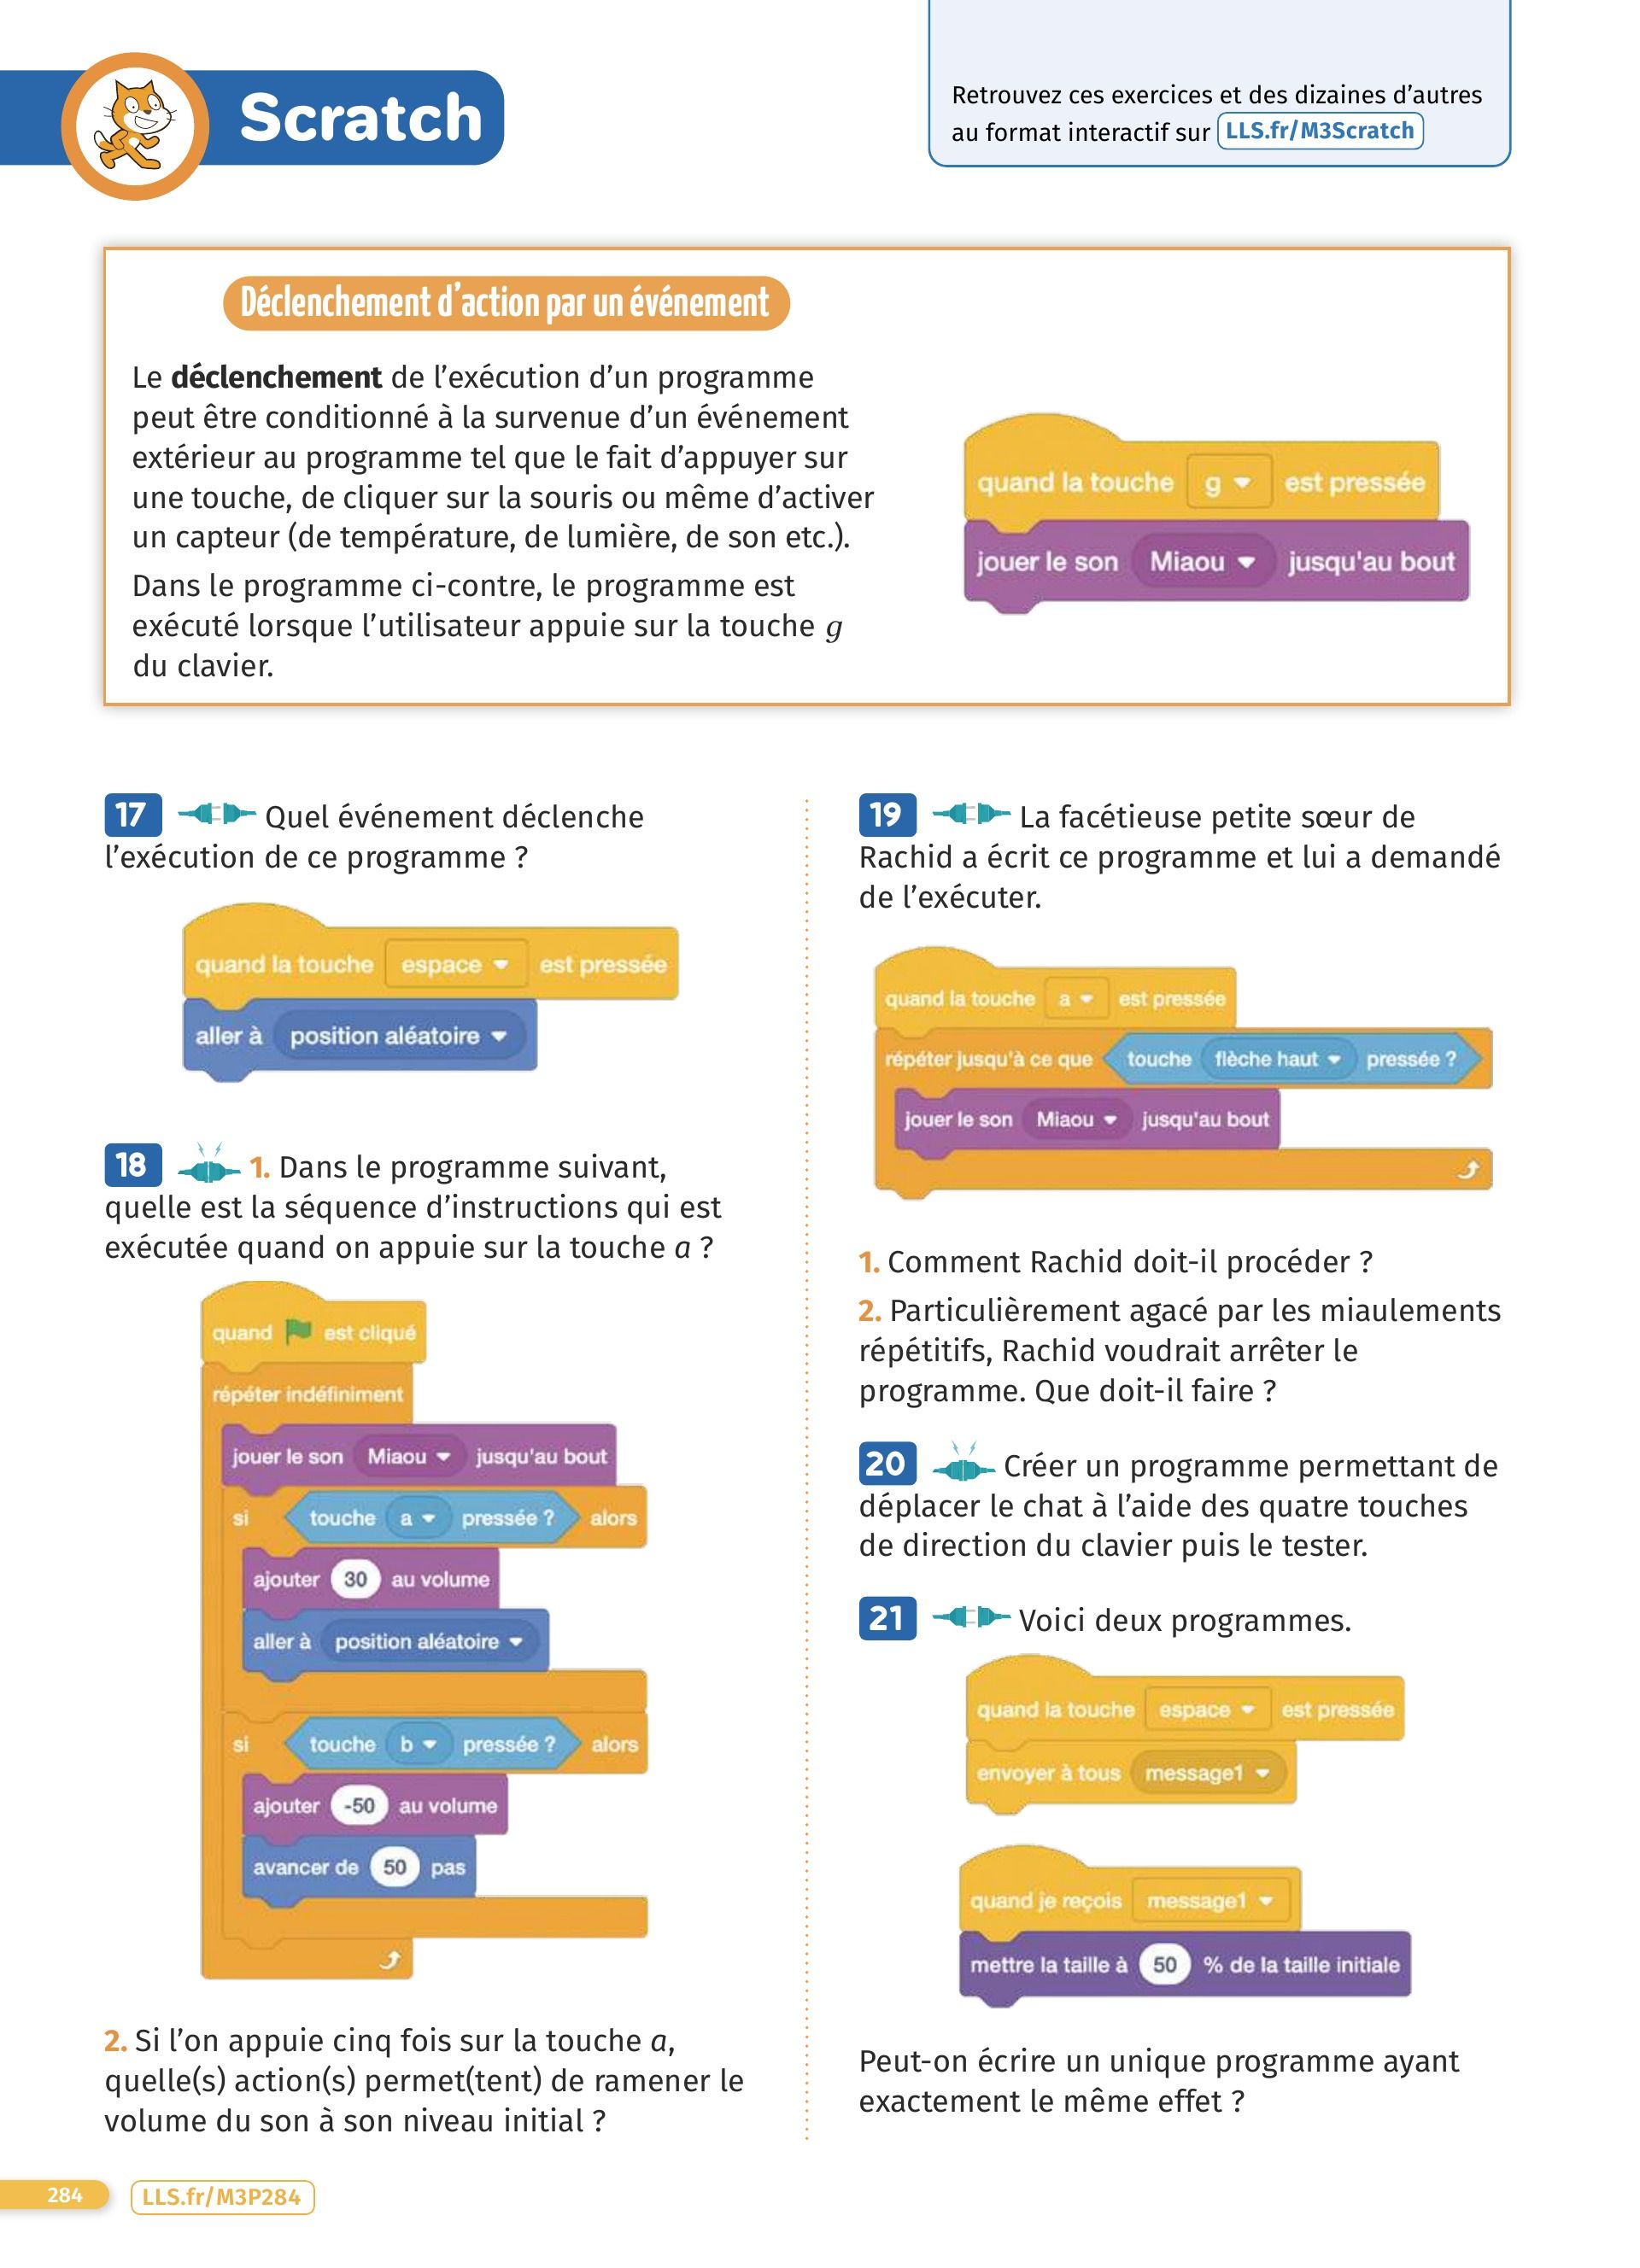 Scratch
Retrouvez ces exercices et des dizaines d'autres
au format interactif sur LLS.fr/M3Scratch
Déclenchement d'action par un événement
Le déclenchement de l'exécution d'un programme
peut être conditionné à la survenue d'un événement
extérieur au programme tel que le fait d'appuyer sur
une touche, de cliquer sur la souris ou même d'activer
un capteur (de température, de lumière, de son etc.).
Dans le programme ci-contre, le programme est
exécuté lorsque l'utilisateur appuie sur la touche g
du clavier.
quand la touche g est pressée
jouer le son Miaou jusqu'au bout
17 Quel événement déclenche
l'exécution de ce programme ?
quand la touche espace est pressée
aller à position aléatoire
18 1. Dans le programme suivant,
quelle est la séquence d'instructions qui est
exécutée quand on appuie sur la touche a ?
quand est cliqué
répéter indéfiniment
jouer le son Miaou jusqu'au bout
si touche a pressée ? alors
ajouter 30 au volume
aller à position aléatoire
si touche b pressée ? alors
ajouter -50 au volume
avancer de 50 pas
2. Si l'on appuie cinq fois sur la touche a,
quelle(s) action(s) permet(tent) de ramener le
volume du son à son niveau initial ?
19 La facétieuse petite sœur de
Rachid a écrit ce programme et lui a demandé
de l'exécuter.
quand la touche a est pressée
répéter jusqu'à ce que touche flèche haut pressée ?
jouer le son Miaou jusqu'au bout
1. Comment Rachid doit-il procéder ?
2. Particulièrement agacé par les miaulements
répétitifs, Rachid voudrait arrêter le
programme. Que doit-il faire ?
20 Créer un programme permettant de
déplacer le chat à l'aide des quatre touches
de direction du clavier puis le tester.
21 Voici deux programmes.
quand la touche espace est pressée
envoyer à tous message1
quand je reçois message1
mettre la taille à 50 % de la taille initiale
Peut-on écrire un unique programme ayant
exactement le même effet ?
284 LLS.fr/M3P284